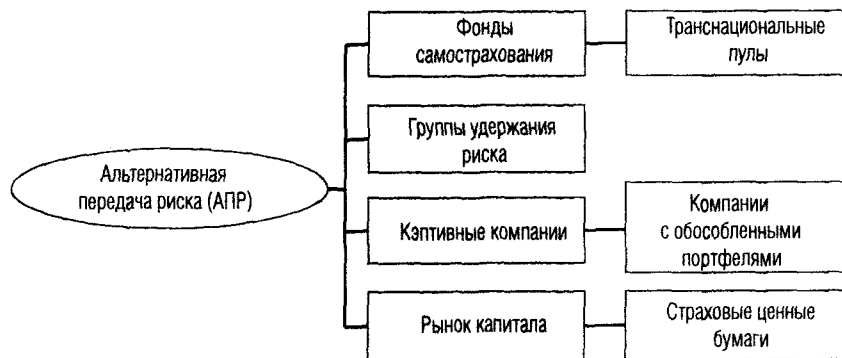 Альтернативная
передача риска (АПР)
Фонды
самострахования
Транснациональные
пулы
Группы удержания
риска
Кэптивные компании
Компании
с обособленными
портфелями
Рынок капитала
Страховые ценные
бумаги